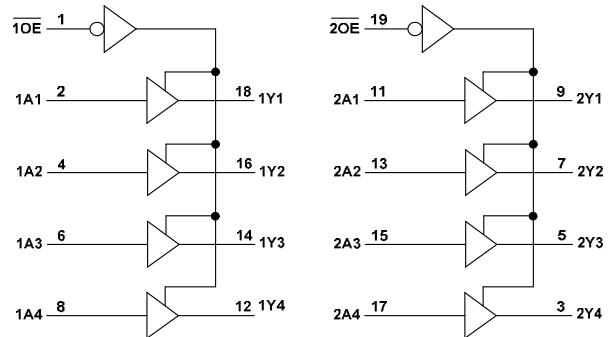 1OE 1
1A1 2 18 1Y1
1A2 4 16 1Y2
1A3 6 14 1Y3
1A4 8 12 1Y4
2OE 19
2A1 11 9 2Y1
2A2 13 7 2Y2
2A3 15 5 2Y3
2A4 17 3 2Y4